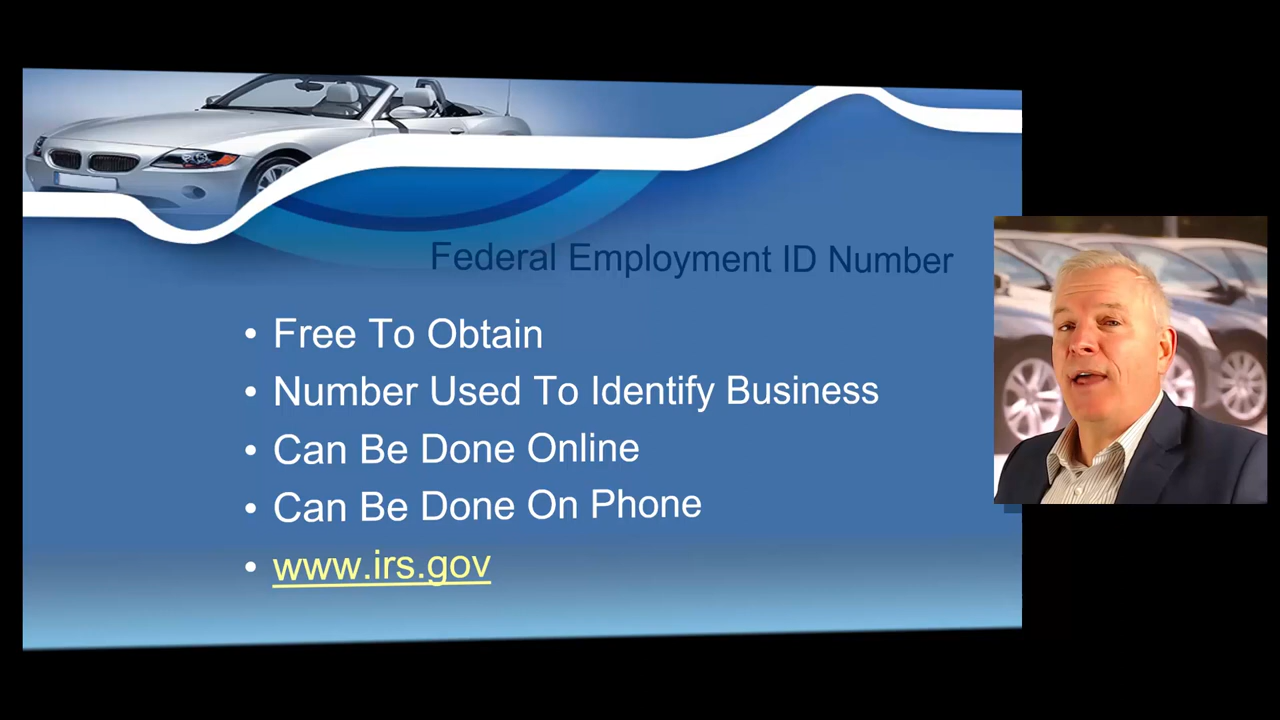 Federal Employment ID Number
• Free To Obtain
• Number Used To Identify Business
• Can Be Done Online
• Can Be Done On Phone
• www.irs.gov